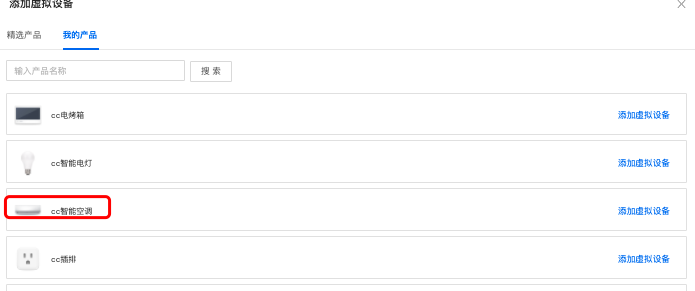 添加虚拟设备
精选产品 我的产品
输入产品名称 搜 索
cc电烤箱 添加虚拟设备
cc智能电灯 添加虚拟设备
cc智能空调 添加虚拟设备
cc插排 添加虚拟设备